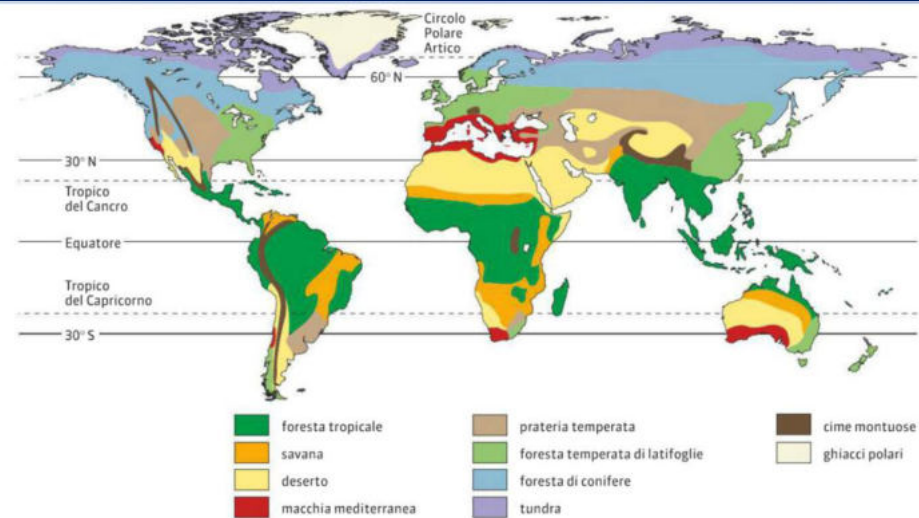 Circolo
Polare
Artico
60° N
30° N
Tropico
del Cancro
Equatore
Tropico
del Capricorno
30° S
foresta tropicale
savana
deserto
macchia mediterranea
prateria temperata
foresta temperata di latifoglie
foresta di conifere
tundra
cime montuose
ghiacci polari